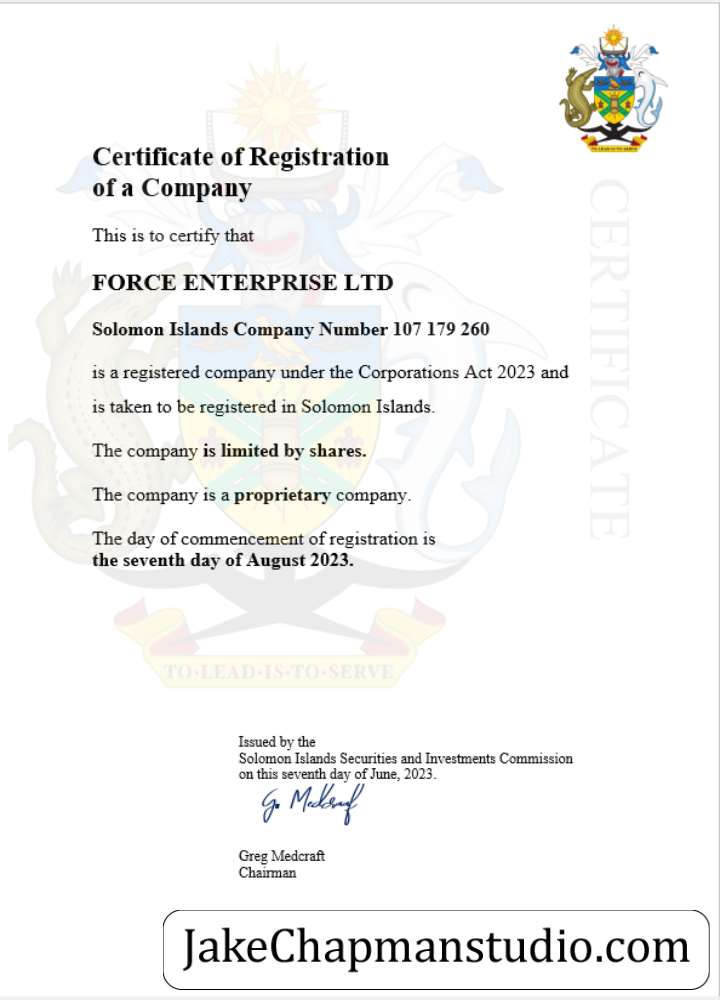 TO·LEAD·IS·TO·SERVE
CERTIFICATE
Certificate of Registration
of a Company
This is to certify that
FORCE ENTERPRISE LTD
Solomon Islands Company Number 107 179 260
is a registered company under the Corporations Act 2023 and
is taken to be registered in Solomon Islands.
The company is limited by shares.
The company is a proprietary company.
The day of commencement of registration is
the seventh day of August 2023.
TO·LEAD·IS·TO·SERVE
Issued by the
Solomon Islands Securities and Investments Commission
on this seventh day of June, 2023.
G. Medcraft
Greg Medcraft
Chairman
JakeChapmanstudio.com